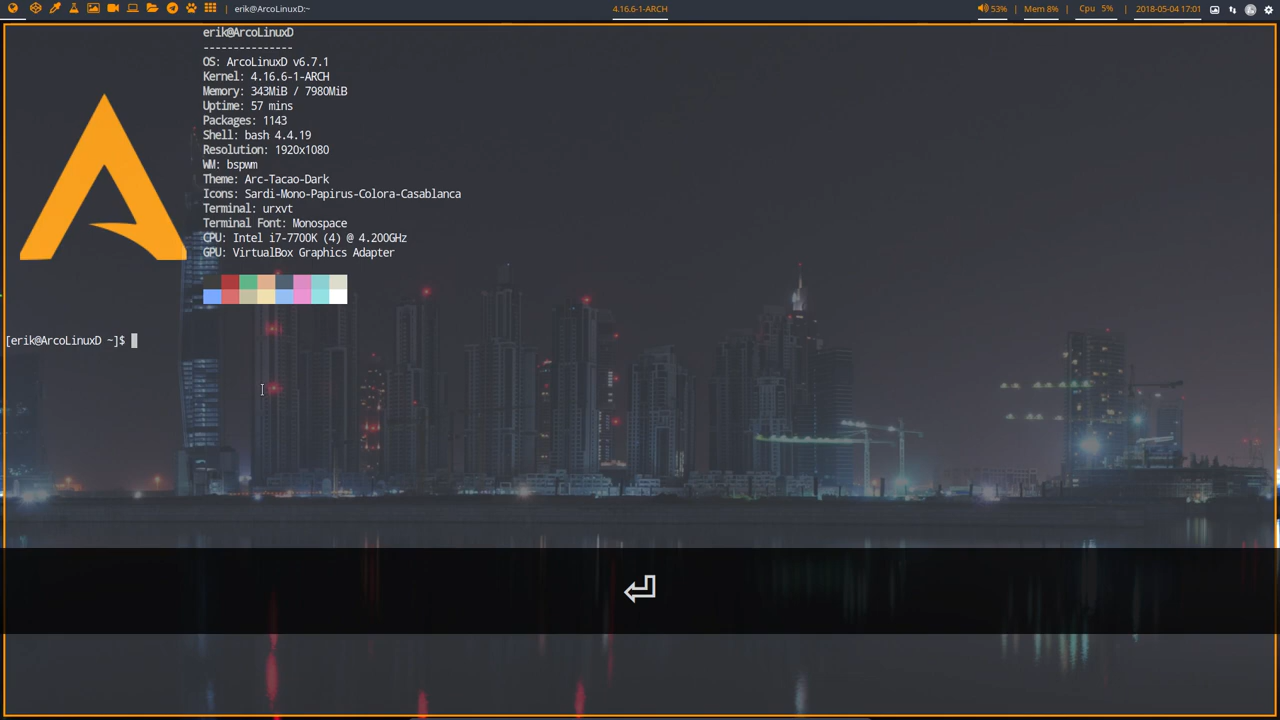 erik@ArcoLinuxD:~
4.16.6-1-ARCH
53%
Mem 8%
Cpu 5%
2018-05-04 17:01
erik@ArcoLinuxD
---------------
OS: ArcoLinuxD v6.7.1
Kernel: 4.16.6-1-ARCH
Memory: 343MiB / 7980MiB
Uptime: 57 mins
Packages: 1143
Shell: bash 4.4.19
Resolution: 1920x1080
WM: bspwm
Theme: Arc-Tacao-Dark
Icons: Sardi-Mono-Papirus-Colora-Casablanca
Terminal: urxvt
Terminal Font: Monospace
CPU: Intel i7-7700K (4) @ 4.200GHz
GPU: VirtualBox Graphics Adapter
[erik@ArcoLinuxD ~]$